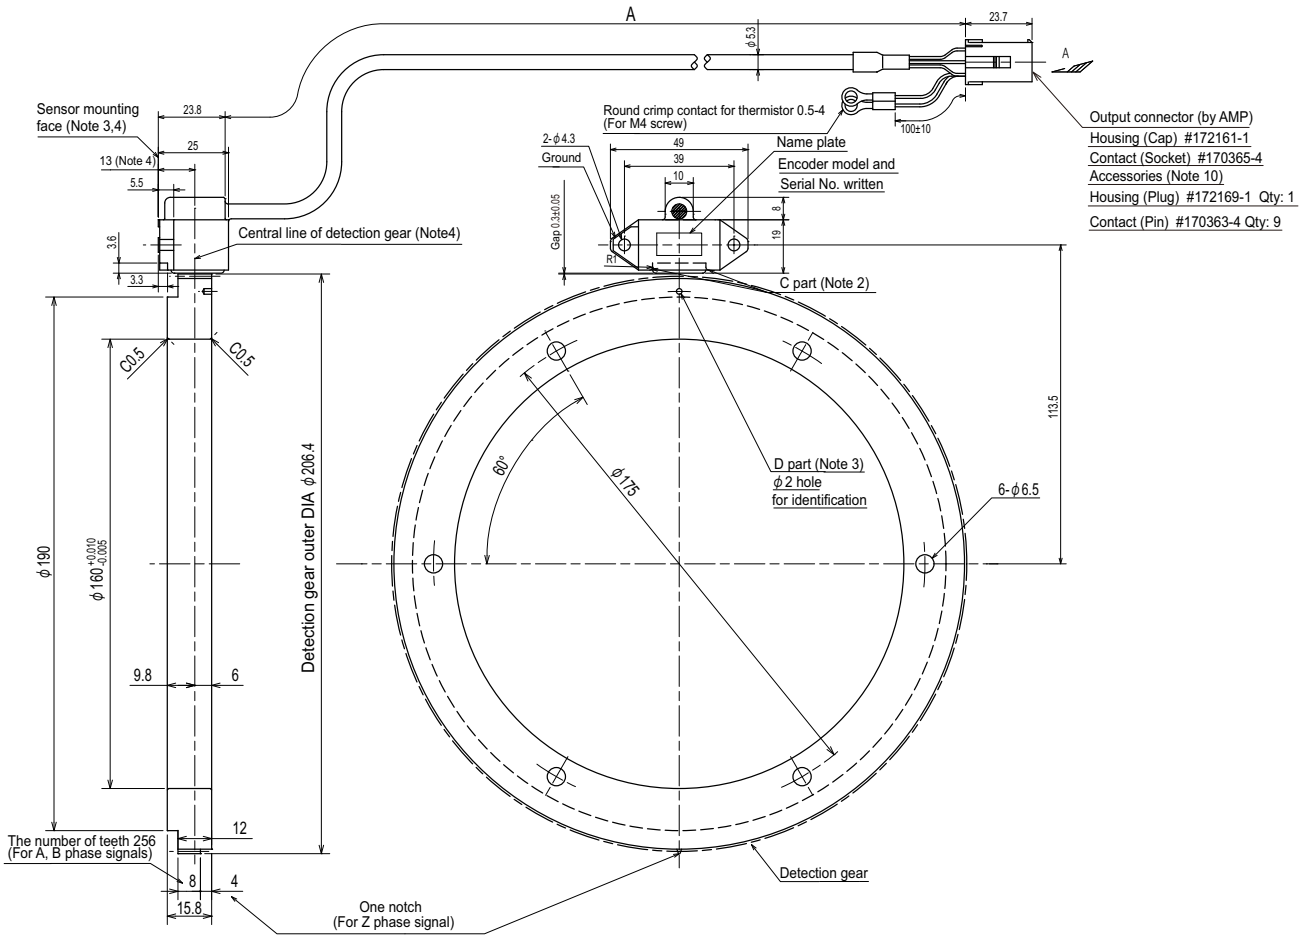 A
23.7
φ5.3
A
Sensor mounting
face (Note 3,4)
23.8
25
13 (Note 4)
5.5
3.6
3.3
Central line of detection gear (Note4)
Round crimp contact for thermistor 0.5-4
(For M4 screw)
100±10
Output connector (by AMP)
Housing (Cap) #172161-1
Contact (Socket) #170365-4
Accessories (Note 10)
Housing (Plug) #172169-1 Qty: 1
Contact (Pin) #170363-4 Qty: 9
2-φ4.3
Ground
49
39
10
Name plate
Encoder model and
Serial No. written
8
19
Gap 0.3±0.05
R1
C part (Note 2)
C0.5
C0.5
113.5
60°
φ175
D part (Note 3)
φ2 hole
for identification
6-φ6.5
φ190
φ160 +0.010
-0.005
Detection gear outer DIA φ206.4
9.8
6
12
The number of teeth 256
(For A, B phase signals)
8
4
15.8
One notch
(For Z phase signal)
Detection gear